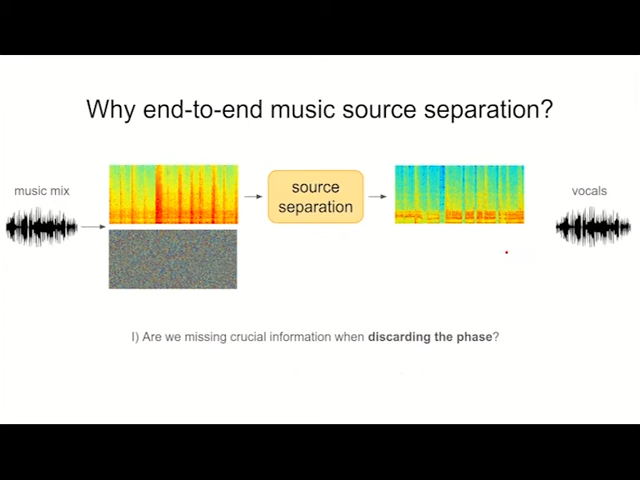 Why end-to-end music source separation?
music mix
source
separation
vocals
I) Are we missing crucial information when discarding the phase?